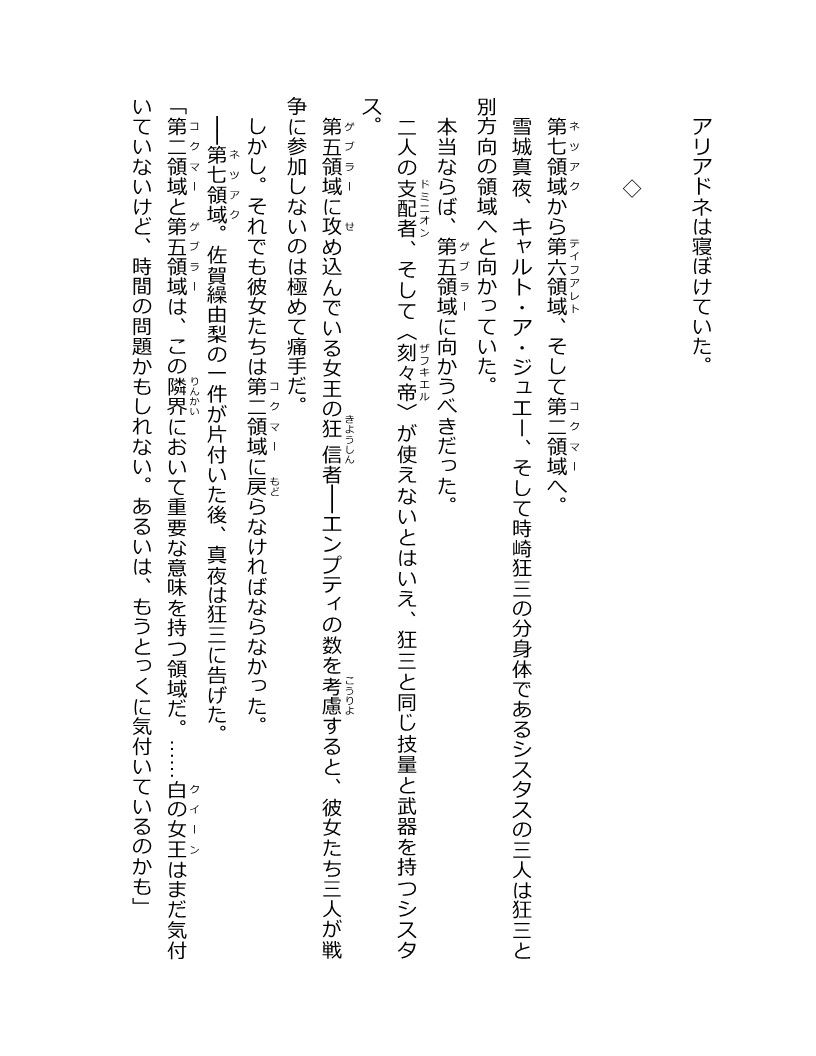 アリアドネは寝ぼけていた。
◇
第七領域から第六領域、そして第二領域へ。
雪城真夜、キャルト・ア・ジュエー、そして時崎狂三の分身体であるシスタスの三人は狂三と
別方向の領域へと向かっていた。
本当ならば、第五領域に向かうべきだった。
二人の支配者、そして〈刻々帝〉が使えないとはいえ、狂三と同じ技量と武器を持つシスタ
ス。
第五領域に攻め込んでいる女王の狂信者──エンプティの数を考慮すると、彼女たち三人が戦
争に参加しないのは極めて痛手だ。
しかし。それでも彼女たちは第二領域に戻らなければならなかった。
──第七領域。佐賀繰由梨の一件が片付いた後、真夜は狂三に告げた。
「第二領域と第五領域は、この隣界において重要な意味を持つ領域だ。……白の女王はまだ気付
いていないけど、時間の問題かもしれない。あるいは、もうとっくに気付いているのかも」